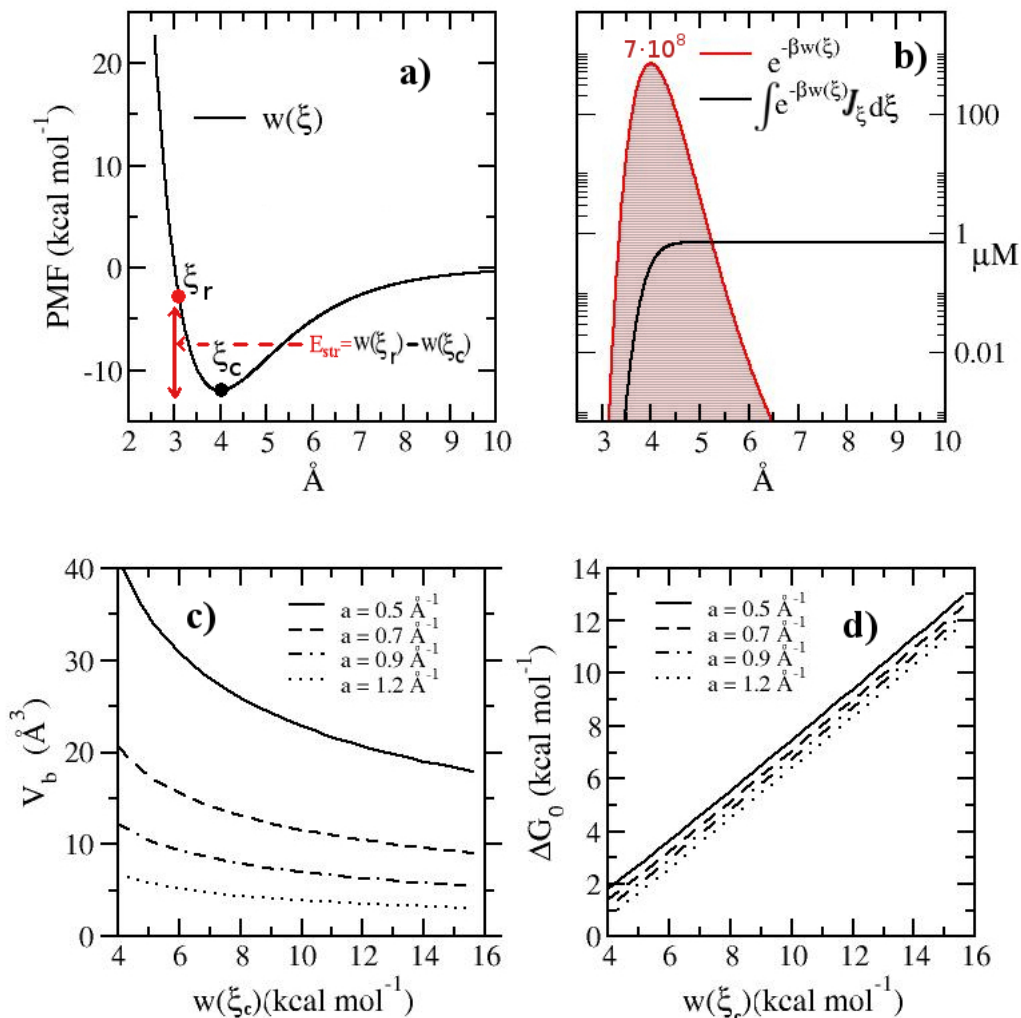 a)
w(ξ)
PMF (kcal mol⁻¹)
20
10
0
-10
ξr
ξc
Estr=w(ξr)-w(ξc)
2 3 4 5 6 7 8 9 10
Å
7·10⁸
b)
e^-βw(ξ)
∫e^-βw(ξ)Jξdξ
100
1
μM
0.01
3 4 5 6 7 8 9 10
Å
c)
a = 0.5 Å⁻¹
a = 0.7 Å⁻¹
a = 0.9 Å⁻¹
a = 1.2 Å⁻¹
Vb (Å³)
40
30
20
10
0
4 6 8 10 12 14 16
w(ξc)(kcal mol⁻¹)
d)
a = 0.5 Å⁻¹
a = 0.7 Å⁻¹
a = 0.9 Å⁻¹
a = 1.2 Å⁻¹
ΔG₀ (kcal mol⁻¹)
14
12
10
8
6
4
2
0
4 6 8 10 12 14 16
w(ξc)(kcal mol⁻¹)